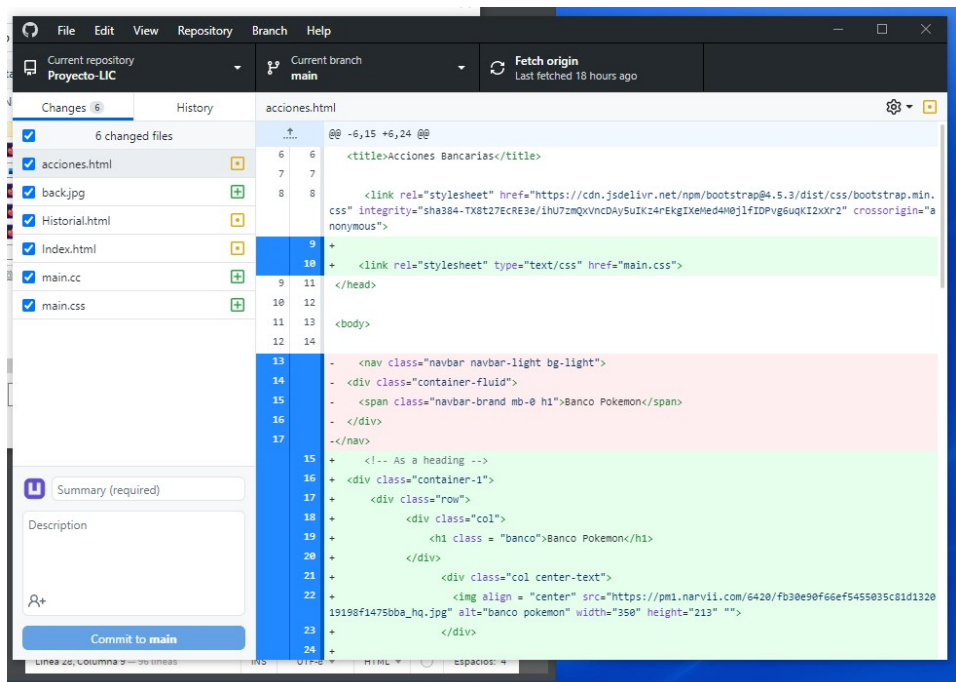 File Edit View Repository Branch Help
Current repository
Proyecto-LIC
Current branch
main
Fetch origin
Last fetched 18 hours ago
Changes 6
History
acciones.html
6 changed files
acciones.html
back.jpg
Historial.html
Index.html
main.cc
main.css
Summary (required)
Description
Commit to main
@@ -6,15 +6,24 @@
6 6 <title>Acciones Bancarias</title>
7 7
8 8 <link rel="stylesheet" href="https://cdn.jsdelivr.net/npm/bootstrap@4.5.3/dist/css/bootstrap.min.
css" integrity="sha384-TX8t27EcRE3e/ihU7zmQxVncDAy5uIKz4rEkgIXeMed4M0jlfIDPvg6uqKI2xXr2" crossorigin="a
nonymous">
9 +
10 + <link rel="stylesheet" type="text/css" href="main.css">
9 11 </head>
10 12
11 13 <body>
12 14
13 - <nav class="navbar navbar-light bg-light">
14 - <div class="container-fluid">
15 - <span class="navbar-brand mb-0 h1">Banco Pokemon</span>
16 - </div>
17 -</nav>
15 + <!-- As a heading -->
16 + <div class="container-1">
17 + <div class="row">
18 + <div class="col">
19 + <h1 class = "banco">Banco Pokemon</h1>
20 + </div>
21 + <div class="col center-text">
22 + <img align = "center" src="https://pm1.narvii.com/6420/fb30e90f66ef5455035c81d1320
19198f1475bba_hq.jpg" alt="banco pokemon" width="350" height="213" "">
23 + </div>
24 +
Línea 28, Columna 9 — 96 líneas
INS UTF-8 HTML Espacios: 4